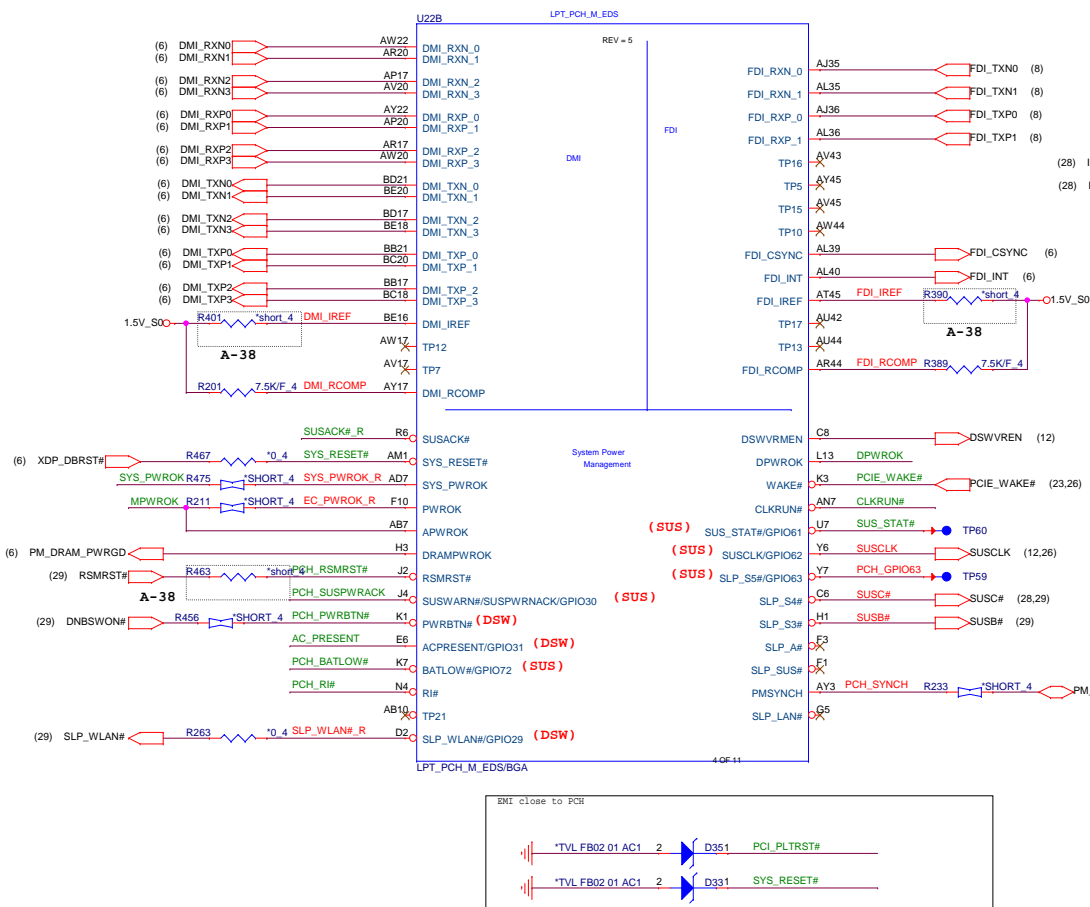 U22B
LPT_PCH_M_EDS
REV = 5
(6) DMI_RXN0 AW22 DMI_RXN_0
(6) DMI_RXN1 AR20 DMI_RXN_1
(6) DMI_RXN2 AP17 DMI_RXN_2
(6) DMI_RXN3 AV20 DMI_RXN_3
(6) DMI_RXP0 AY22 DMI_RXP_0
(6) DMI_RXP1 AP20 DMI_RXP_1
(6) DMI_RXP2 AR17 DMI_RXP_2
(6) DMI_RXP3 AW20 DMI_RXP_3
(6) DMI_TXN0 BD21 DMI_TXN_0
(6) DMI_TXN1 BE20 DMI_TXN_1
(6) DMI_TXN2 BD17 DMI_TXN_2
(6) DMI_TXN3 BE18 DMI_TXN_3
(6) DMI_TXP0 BB21 DMI_TXP_0
(6) DMI_TXP1 BC20 DMI_TXP_1
(6) DMI_TXP2 BB17 DMI_TXP_2
(6) DMI_TXP3 BC18 DMI_TXP_3
1.5V_S0 R401 *short_4 DMI_IREF BE16 DMI_IREF
A-38
AW17 TP12
AV17 TP7
R201 7.5K/F_4 DMI_RCOMP AY17 DMI_RCOMP
DMI
FDI
FDI_RXN_0 AJ35 FDI_TXN0 (8)
FDI_RXN_1 AL35 FDI_TXN1 (8)
FDI_RXP_0 AJ36 FDI_TXP0 (8)
FDI_RXP_1 AL36 FDI_TXP1 (8)
TP16 AV43
(28)
TP5 AY45
(28)
TP15 AV45
TP10 AW44
FDI_CSYNC AL39 FDI_CSYNC (6)
FDI_INT AL40 FDI_INT (6)
FDI_IREF AT45 FDI_IREF R390 *short_4 1.5V_S0
A-38
TP17 AU42
TP13 AU44
FDI_RCOMP AR44 FDI_RCOMP R389 7.5K/F_4
SUSACK#_R R6 SUSACK#
(6) XDP_DBRST# R467 *0_4 SYS_RESET# AM1 SYS_RESET#
SYS_PWROK R475 *SHORT_4 SYS_PWROK_R AD7 SYS_PWROK
MPWROK R211 *SHORT_4 EC_PWROK_R F10 PWROK
AB7 APWROK
(6) PM_DRAM_PWRGD H3 DRAMPWROK
(29) RSMRST# R463 *short_4 PCH_RSMRST# J2 RSMRST#
A-38
PCH_SUSPWRACK J4 SUSWARN#/SUSPWRNACK/GPIO30 (SUS)
(29) DNBSWON# R456 *SHORT_4 PCH_PWRBTN# K1 PWRBTN# (DSW)
AC_PRESENT E6 ACPRESENT/GPIO31 (DSW)
PCH_BATLOW# K7 BATLOW#/GPIO72 (SUS)
PCH_RI# N4 RI#
AB10 TP21
(29) SLP_WLAN# R263 *0_4 SLP_WLAN#_R D2 SLP_WLAN#/GPIO29 (DSW)
System Power
Management
DSWVRMEN C8 DSWVREN (12)
DPWROK L13 DPWROK
WAKE# K3 PCIE_WAKE# PCIE_WAKE# (23,26)
CLKRUN# AN7 CLKRUN#
(SUS) SUS_STAT#/GPIO61 U7 SUS_STAT# TP60
(SUS) SUSCLK/GPIO62 Y6 SUSCLK SUSCLK (12,26)
(SUS) SLP_S5#/GPIO63 Y7 PCH_GPIO63 TP59
SLP_S4# C6 SUSC# SUSC# (28,29)
SLP_S3# H1 SUSB# SUSB# (29)
SLP_A# F3
SLP_SUS# F1
PMSYNCH AY3 PCH_SYNCH R233 *SHORT_4 PM_
SLP_LAN# G5
4 OF 11
LPT_PCH_M_EDS/BGA
EMI close to PCH
*TVL FB02 01 AC1 2 D35 1 PCI_PLTRST#
*TVL FB02 01 AC1 2 D33 1 SYS_RESET#